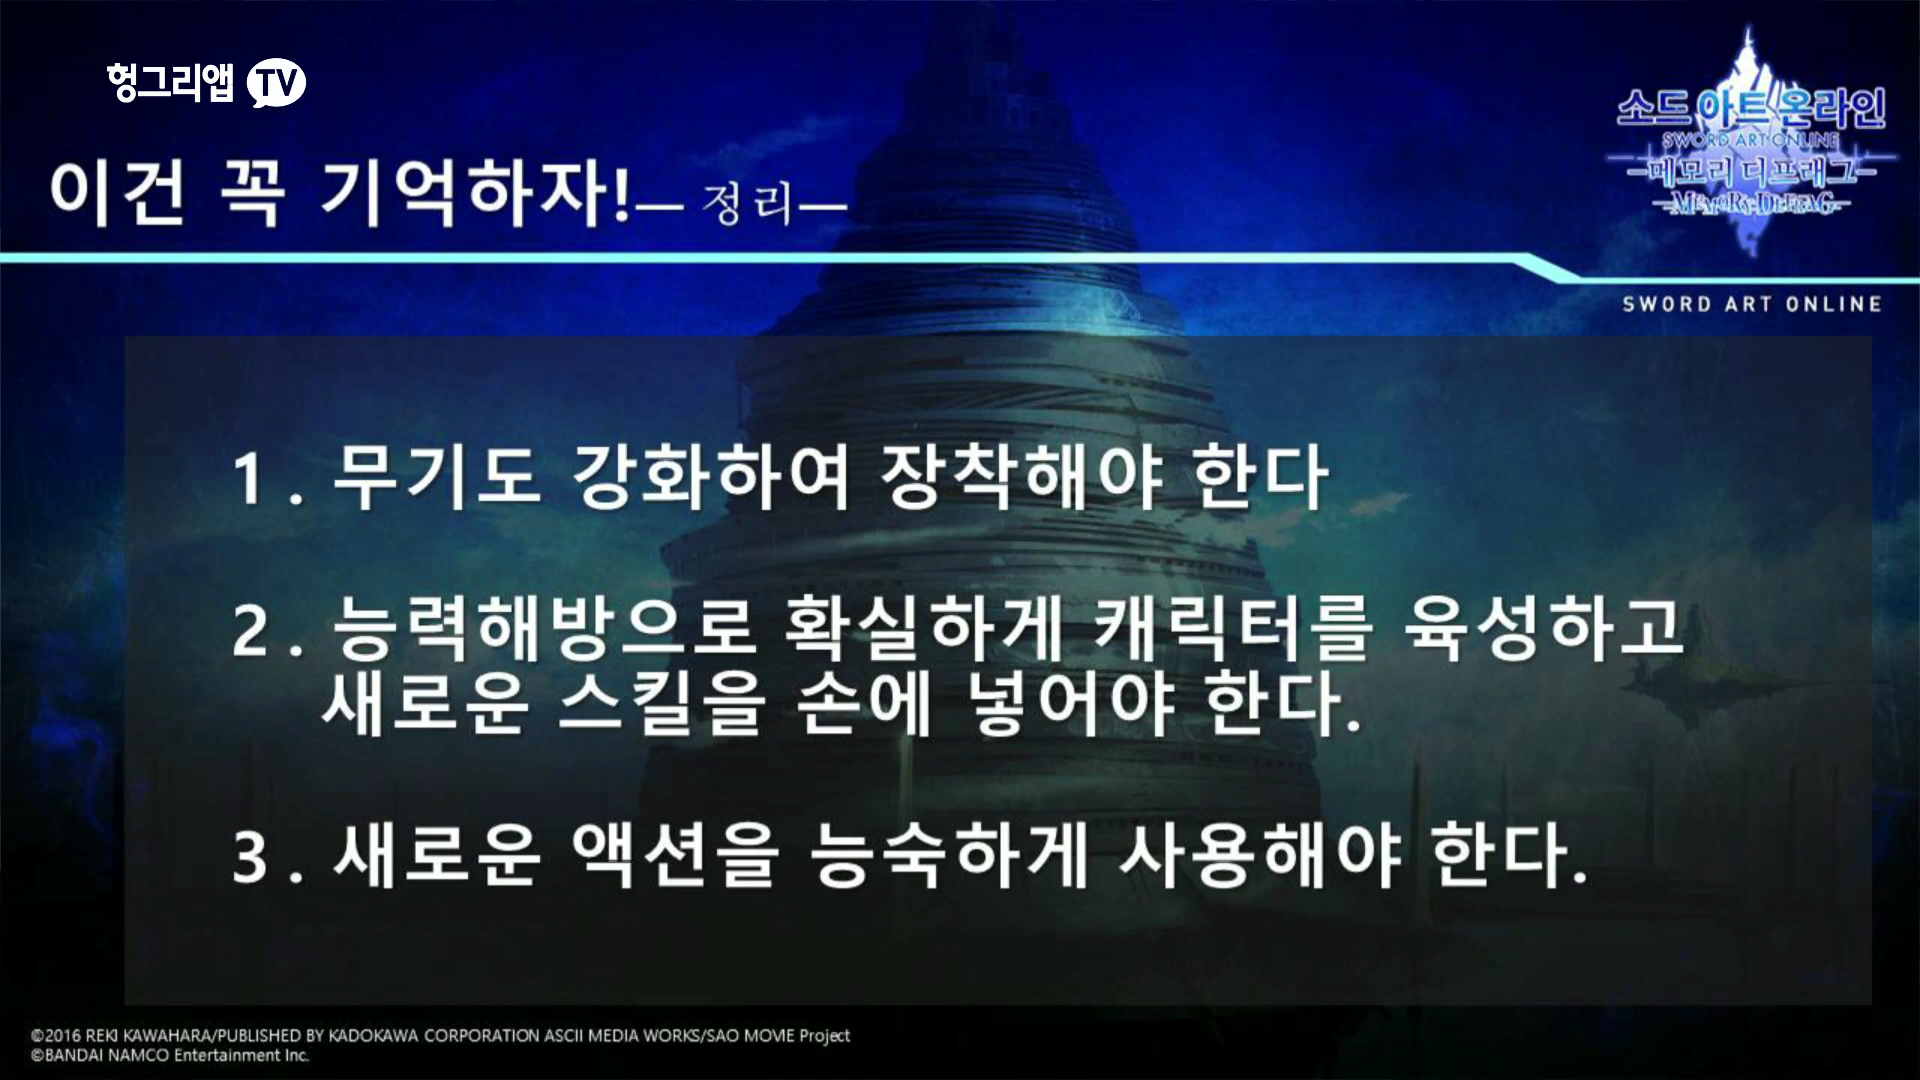 헝그리앱 TV
소드 아트 온라인
SWORD ART ONLINE
메모리 디프래그
MEMORY DEFRAG
이건 꼭 기억하자!— 정리—
SWORD ART ONLINE
1. 무기도 강화하여 장착해야 한다
2. 능력해방으로 확실하게 캐릭터를 육성하고
새로운 스킬을 손에 넣어야 한다.
3. 새로운 액션을 능숙하게 사용해야 한다.
©2016 REKI KAWAHARA/PUBLISHED BY KADOKAWA CORPORATION ASCII MEDIA WORKS/SAO MOVIE Project
©BANDAI NAMCO Entertainment Inc.